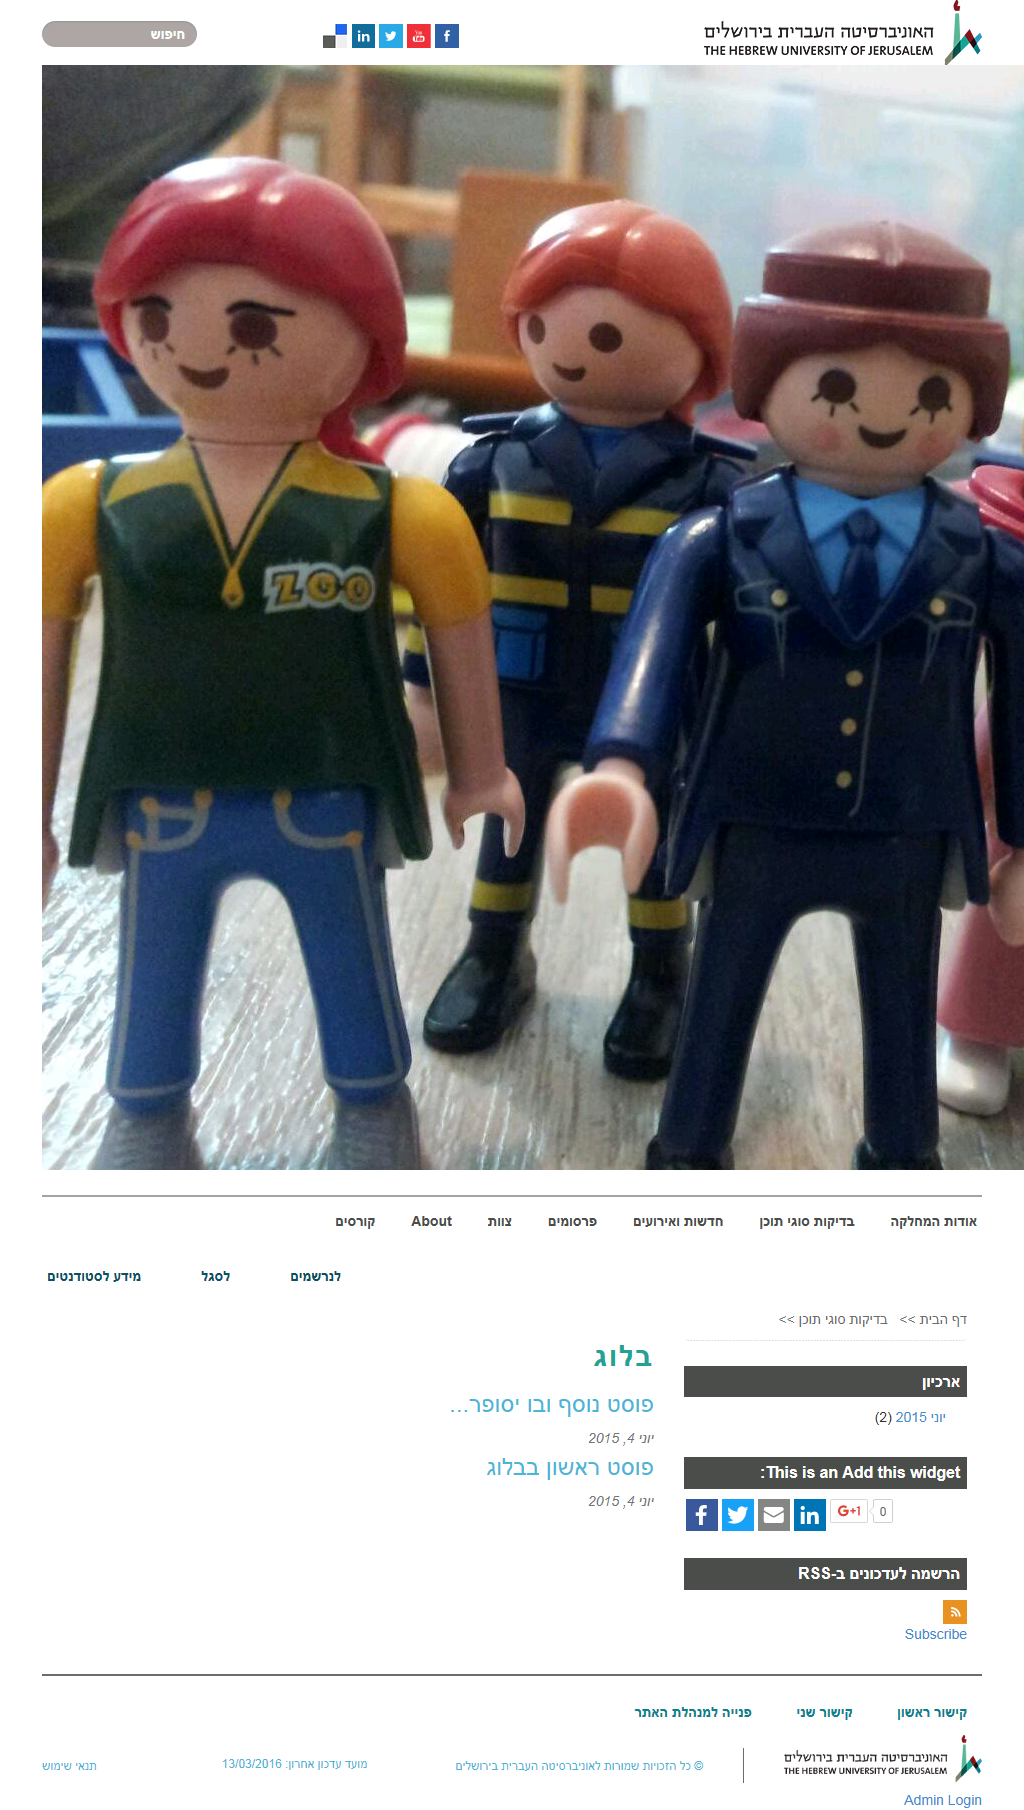 האוניברסיטה העברית בירושלים
THE HEBREW UNIVERSITY OF JERUSALEM
You Tube
חיפוש
ZOO
אודות המחלקה
בדיקות סוגי תוכן
חדשות ואירועים
פרסומים
צוות
About
קורסים
לנרשמים
לסגל
מידע לסטודנטים
דף הבית >> בדיקות סוגי תוכן >>
בלוג
פוסט נוסף ובו יסופר...
יוני 4, 2015
פוסט ראשון בבלוג
יוני 4, 2015
ארכיון
יוני 2015 (2)
This is an Add this widget:
G+1
0
הרשמה לעדכונים ב-RSS
Subscribe
קישור ראשון
קישור שני
פנייה למנהלת האתר
האוניברסיטה העברית בירושלים
THE HEBREW UNIVERSITY OF JERUSALEM
© כל הזכויות שמורות לאוניברסיטה העברית בירושלים
מועד עדכון אחרון: 13/03/2016
תנאי שימוש
Admin Login